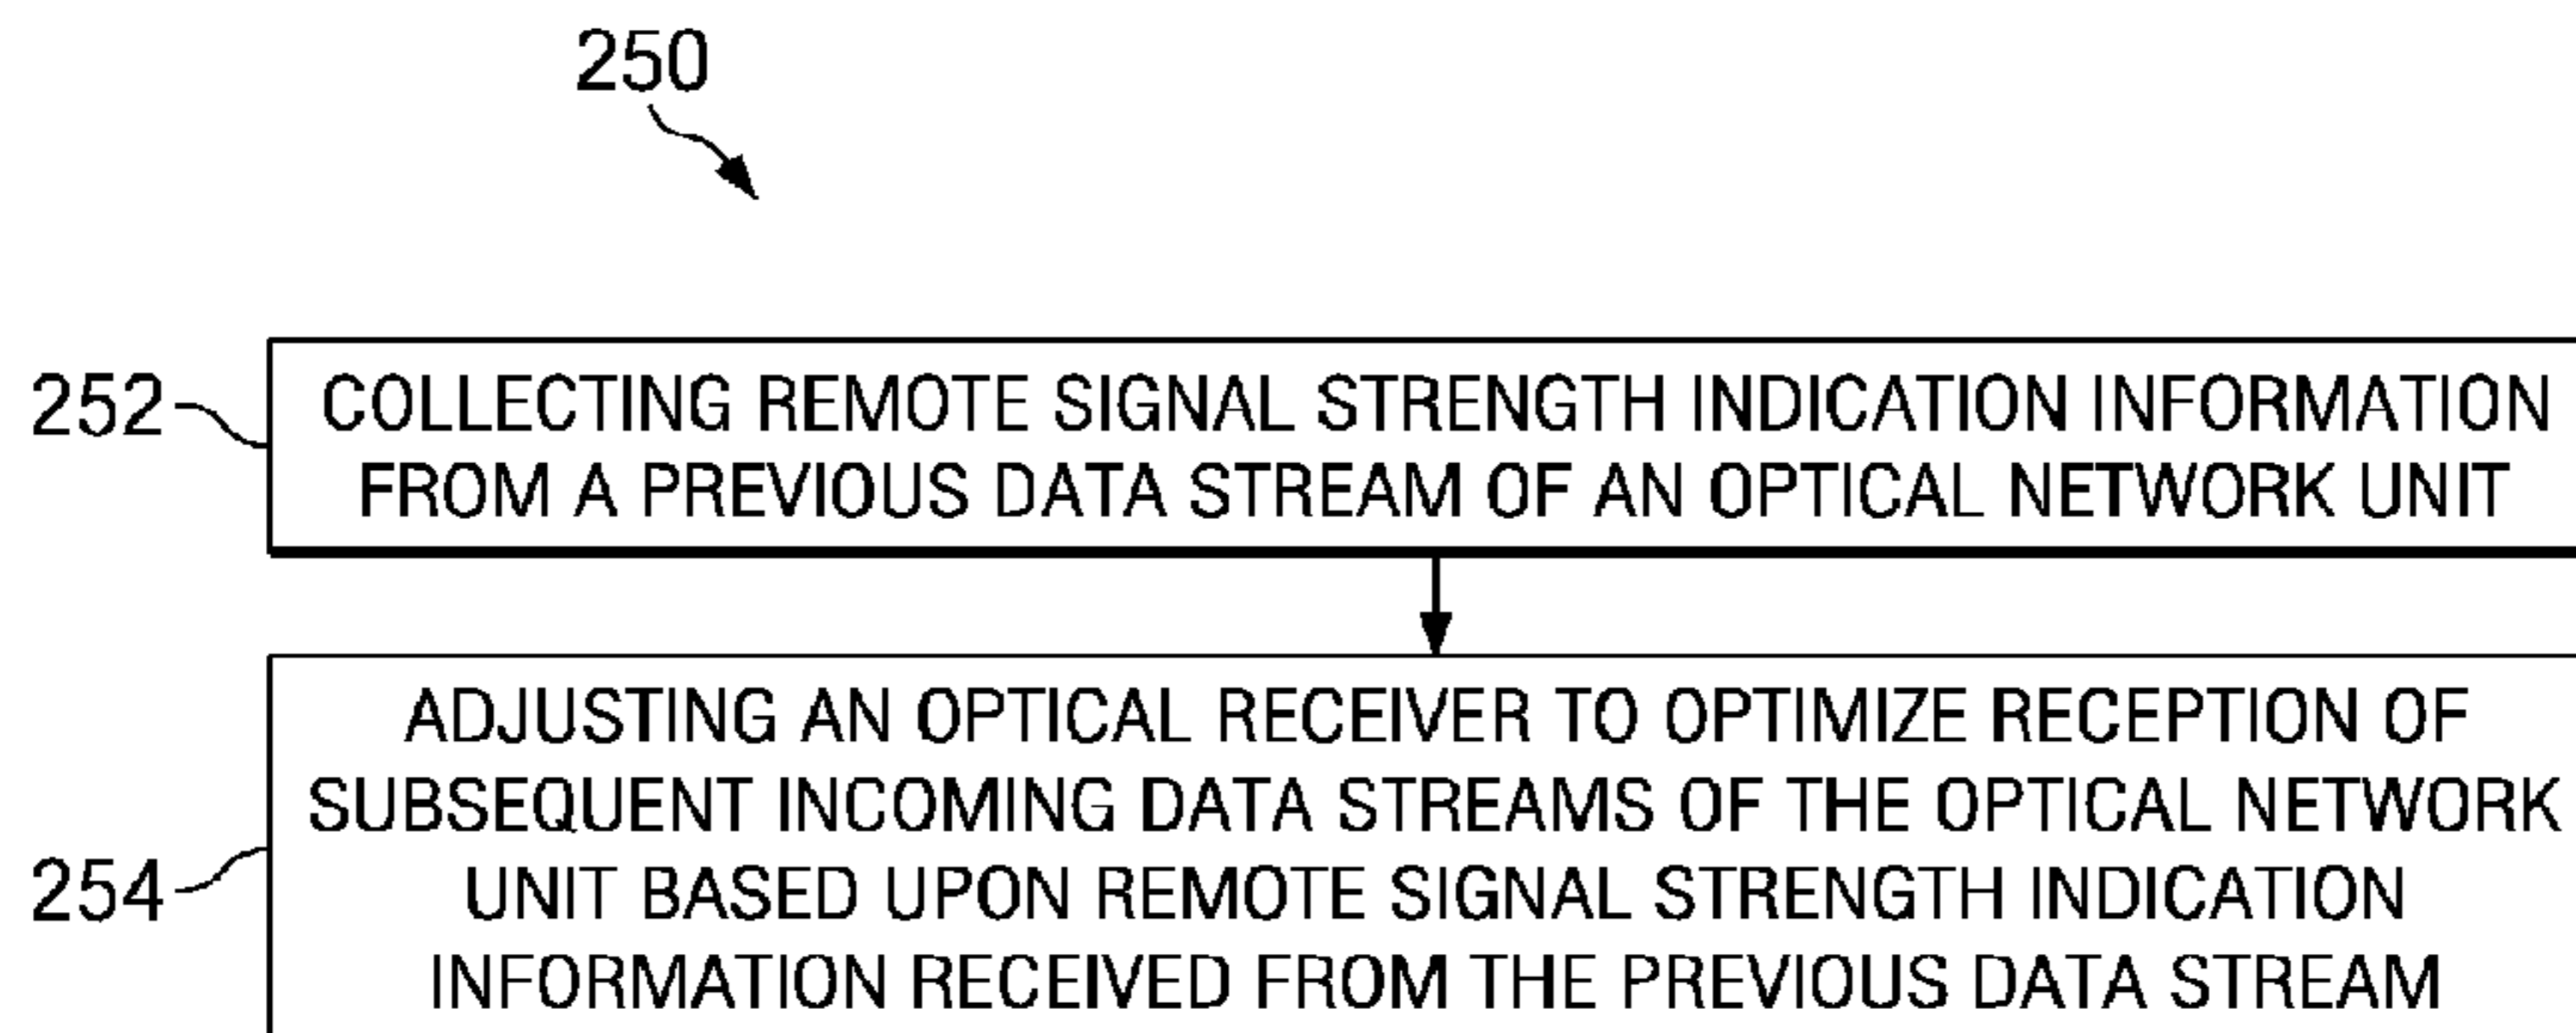 250
252
COLLECTING REMOTE SIGNAL STRENGTH INDICATION INFORMATION
FROM A PREVIOUS DATA STREAM OF AN OPTICAL NETWORK UNIT
254
ADJUSTING AN OPTICAL RECEIVER TO OPTIMIZE RECEPTION OF
SUBSEQUENT INCOMING DATA STREAMS OF THE OPTICAL NETWORK
UNIT BASED UPON REMOTE SIGNAL STRENGTH INDICATION
INFORMATION RECEIVED FROM THE PREVIOUS DATA STREAM